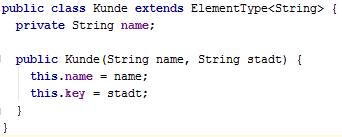 public class Kunde extends ElementType<String> {
private String name;
public Kunde(String name, String stadt) {
this.name = name;
this.key = stadt;
}
}